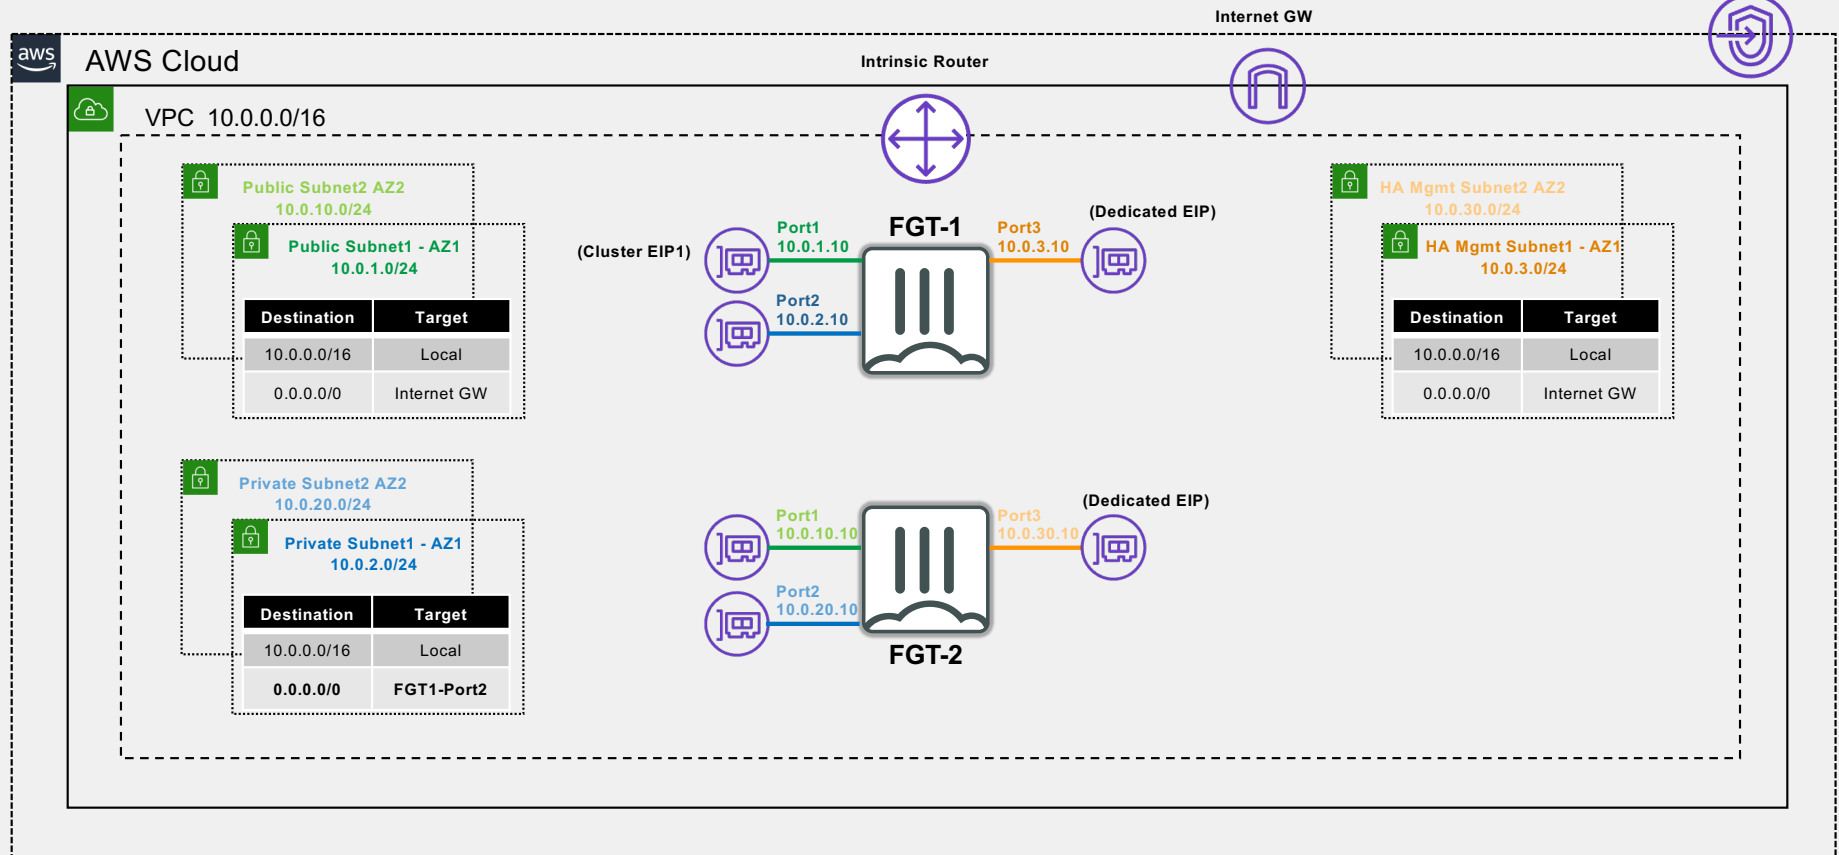 Internet GW
aws
AWS Cloud
Intrinsic Router
VPC 10.0.0.0/16
Public Subnet2 AZ2
10.0.10.0/24
Public Subnet1 - AZ1
10.0.1.0/24
Destination Target
10.0.0.0/16 Local
0.0.0.0/0 Internet GW
(Cluster EIP1)
Port1
10.0.1.10
Port2
10.0.2.10
FGT-1
Port3
10.0.3.10
(Dedicated EIP)
HA Mgmt Subnet2 AZ2
10.0.30.0/24
HA Mgmt Subnet1 - AZ1
10.0.3.0/24
Destination Target
10.0.0.0/16 Local
0.0.0.0/0 Internet GW
Private Subnet2 AZ2
10.0.20.0/24
Private Subnet1 - AZ1
10.0.2.0/24
Destination Target
10.0.0.0/16 Local
0.0.0.0/0 FGT1-Port2
Port1
10.0.10.10
Port2
10.0.20.10
Port3
10.0.30.10
(Dedicated EIP)
FGT-2